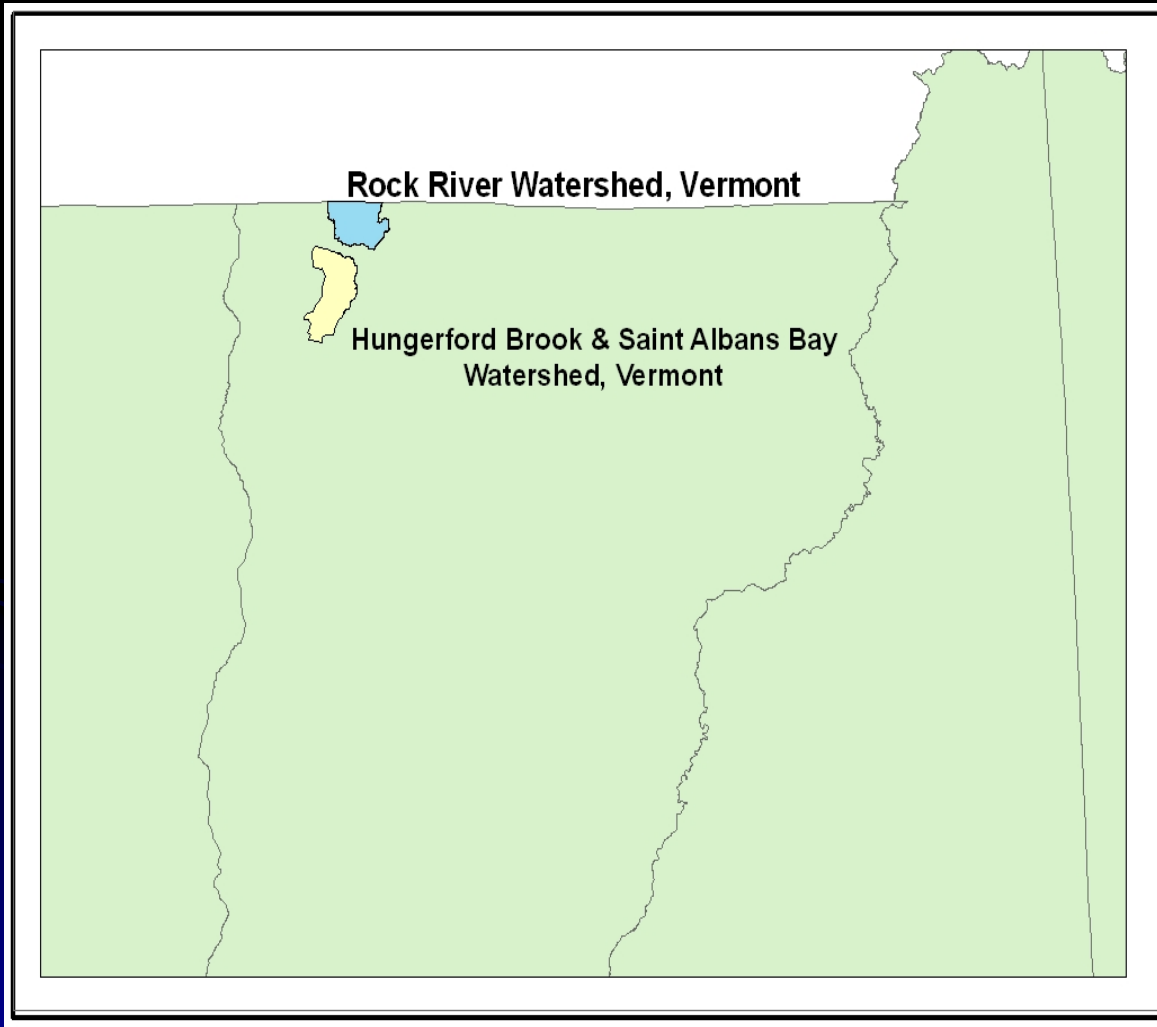 Rock River Watershed, Vermont
Hungerford Brook & Saint Albans Bay
Watershed, Vermont